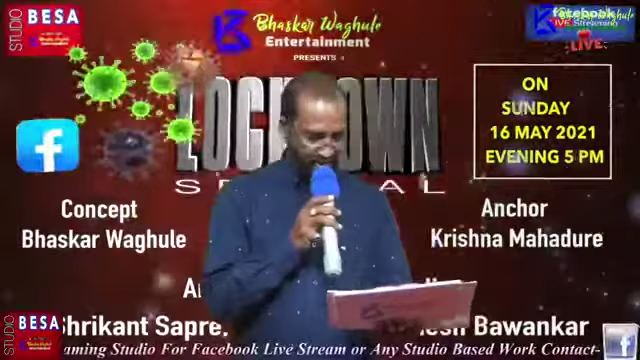 STUDIO
BESA
Bhaskar Waghule
Entertainment
PRESENTS
facebook
LIVE
ON
SUNDAY
16 MAY 2021
EVENING 5 PM
Concept
Bhaskar Waghule
Anchor
Krishna Mahadure
STUDIO
BESA
Shrikant Sapre
Bawankar
Studio For Facebook Live Stream or Any Studio Based Work Contact-